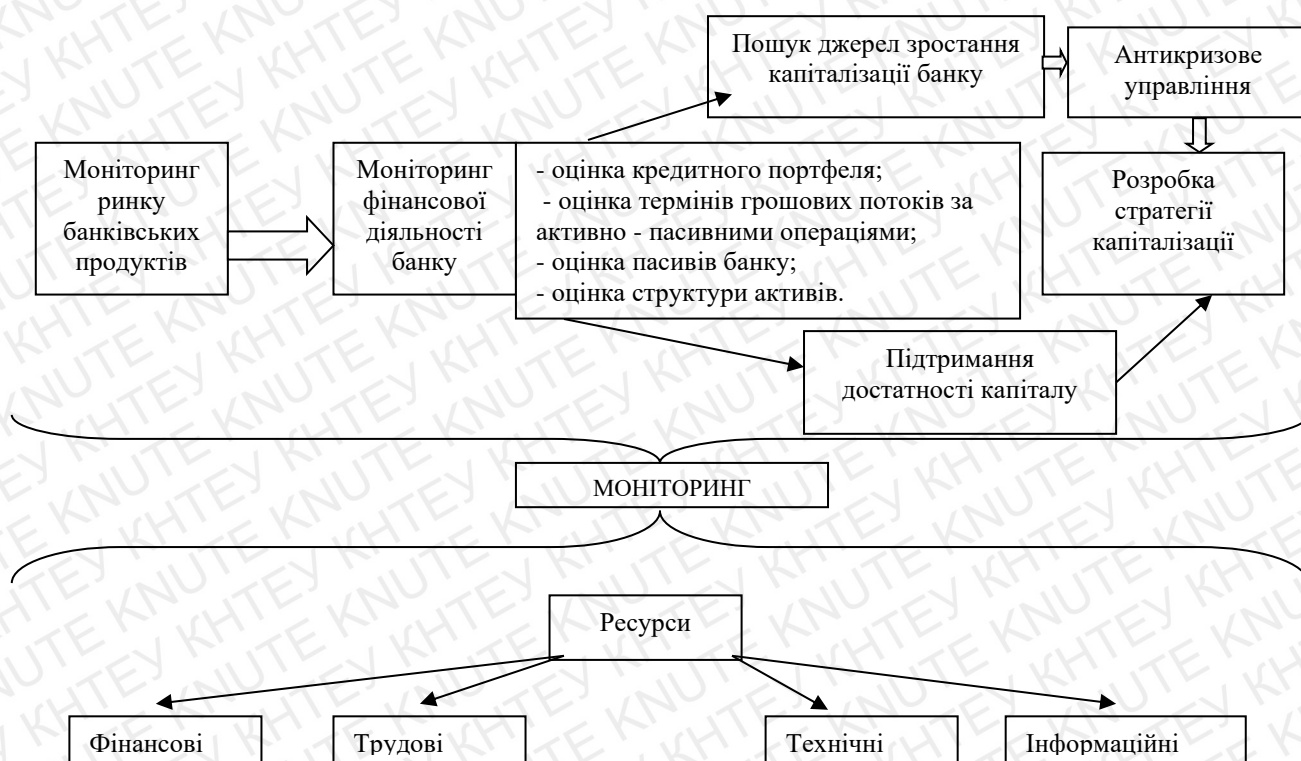 Пошук джерел зростання
капіталізації банку
Антикризове
управління
Моніторинг
ринку
банківських
продуктів
Моніторинг
фінансової
діяльності
банку
- оцінка кредитного портфеля;
- оцінка термінів грошових потоків за
активно - пасивними операціями;
- оцінка пасивів банку;
- оцінка структури активів.
Розробка
стратегії
капіталізації
Підтримання
достатності капіталу
МОНІТОРИНГ
Ресурси
Фінансові
Трудові
Технічні
Інформаційні